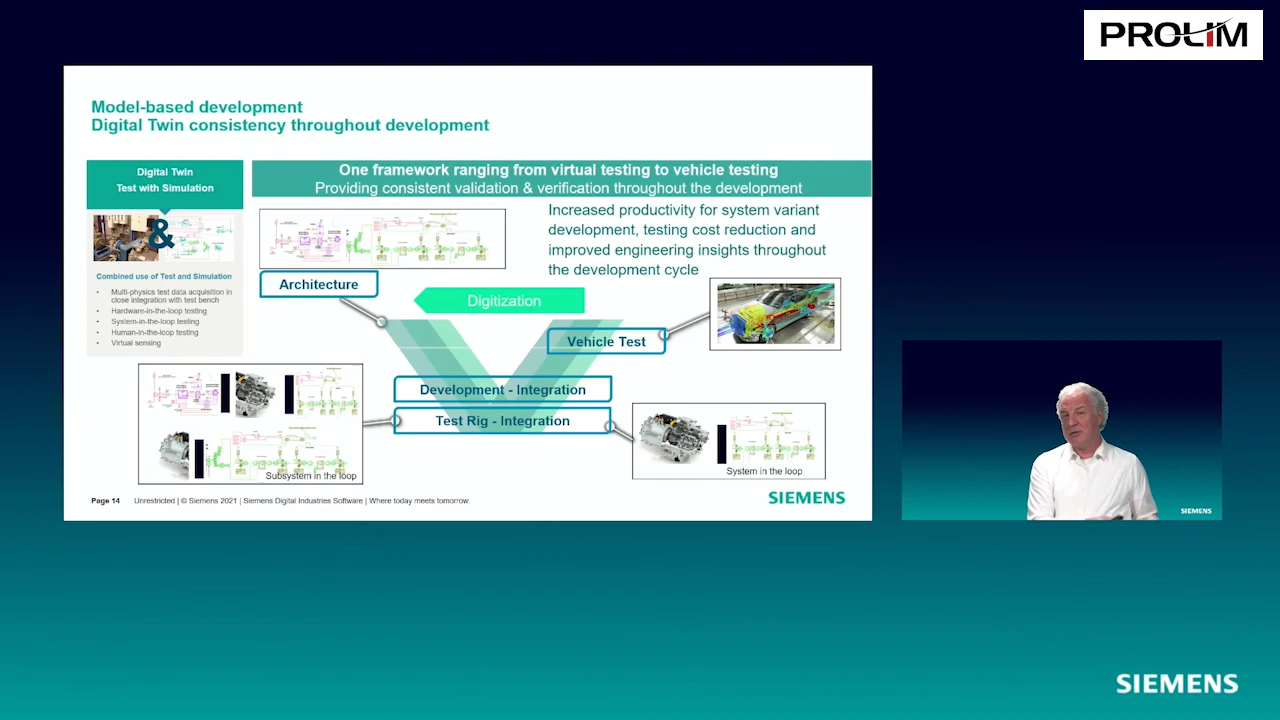 PROLIM
Model-based development
Digital Twin consistency throughout development
Digital Twin
Test with Simulation
&
Combined use of Test and Simulation
• Multi-physics test data acquisition in
close integration with test bench
• Hardware-in-the-loop testing
• System-in-the-loop testing
• Human-in-the-loop testing
• Virtual sensing
One framework ranging from virtual testing to vehicle testing
Providing consistent validation & verification throughout the development
Increased productivity for system variant
development, testing cost reduction and
improved engineering insights throughout
the development cycle
Architecture
Digitization
Vehicle Test
Development - Integration
Test Rig - Integration
Subsystem in the loop
System in the loop
Page 14 Unrestricted | © Siemens 2021 | Siemens Digital Industries Software | Where today meets tomorrow.
SIEMENS
SIEMENS
SIEMENS